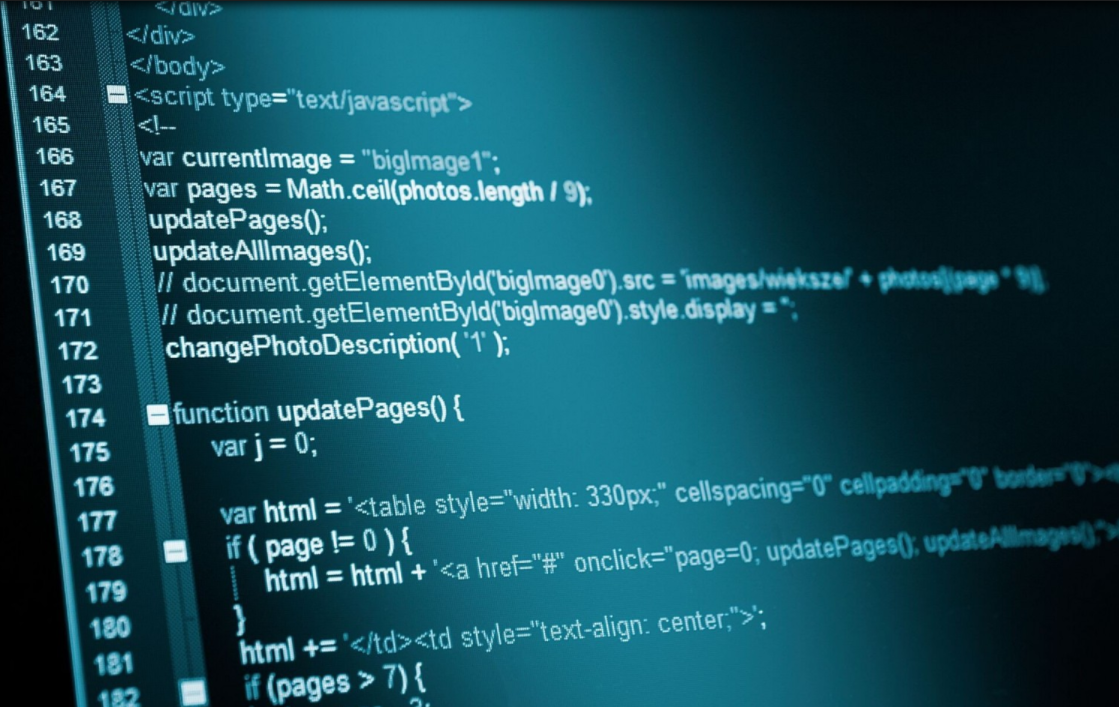 161 </div>
162 </div>
163 </body>
164 <script type="text/javascript">
165 <!--
166 var currentImage = "bigImage1";
167 var pages = Math.ceil(photos.length / 9);
168 updatePages();
169 updateAllImages();
170 // document.getElementById('bigImage0').src = 'images/wieksze/' + photos[(page * 9)];
171 // document.getElementById('bigImage0').style.display = '';
172 changePhotoDescription( '1' );
173
174 function updatePages() {
175 var j = 0;
176
177 var html = '<table style="width: 330px;" cellspacing="0" cellpadding="0" border="0"><
178 if ( page != 0 ) {
179 html = html + '<a href="#" onclick="page=0; updatePages(); updateAllImages();">
180 }
181 html += '</td><td style="text-align: center;">';
182 if (pages > 7) {